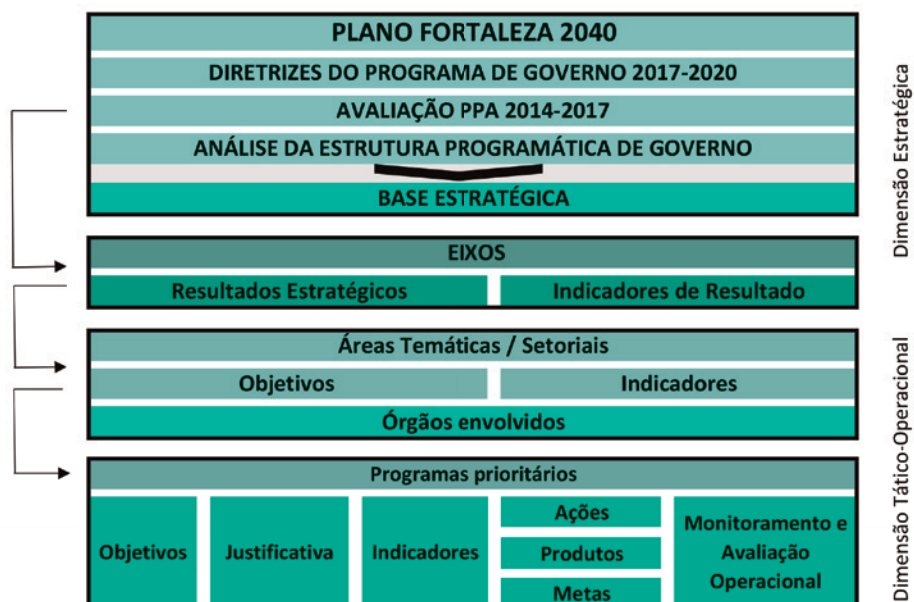 PLANO FORTALEZA 2040
DIRETRIZES DO PROGRAMA DE GOVERNO 2017-2020
AVALIAÇÃO PPA 2014-2017
ANÁLISE DA ESTRUTURA PROGRAMÁTICA DE GOVERNO
BASE ESTRATÉGICA
Dimensão Estratégica
EIXOS
Resultados Estratégicos
Indicadores de Resultado
Áreas Temáticas / Setoriais
Objetivos
Indicadores
Órgãos envolvidos
Programas prioritários
Objetivos
Justificativa
Indicadores
Ações
Produtos
Metas
Monitoramento e
Avaliação
Operacional
Dimensão Tático-Operacional